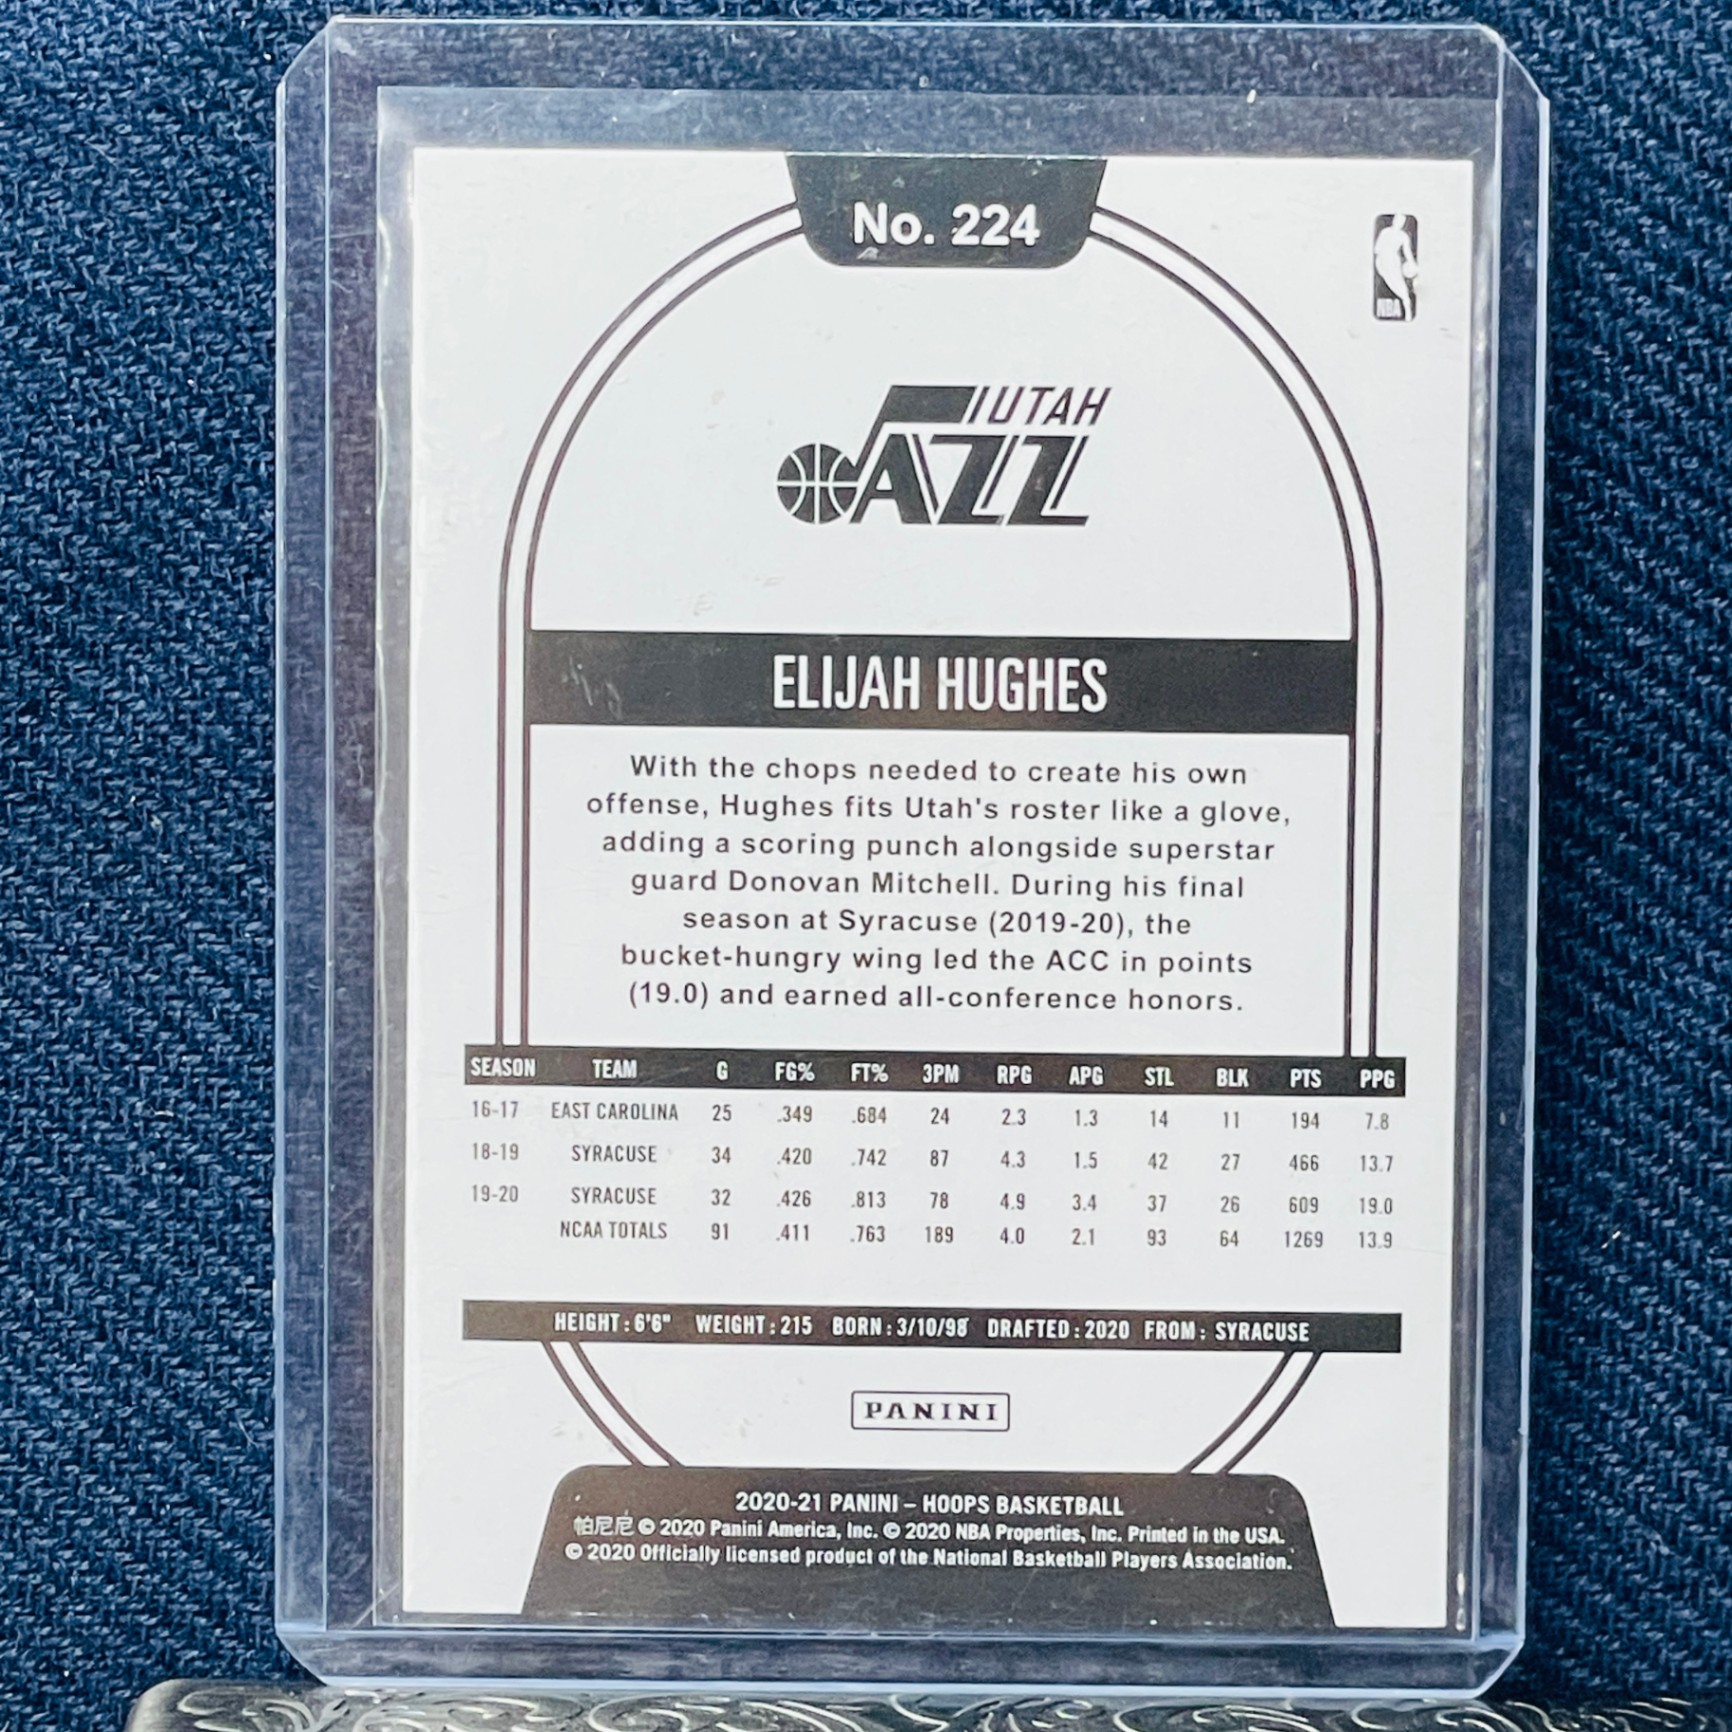 No. 224
NBA
UTAH
JAZZ
ELIJAH HUGHES
With the chops needed to create his own
offense, Hughes fits Utah's roster like a glove,
adding a scoring punch alongside superstar
guard Donovan Mitchell. During his final
season at Syracuse (2019-20), the
bucket-hungry wing led the ACC in points
(19.0) and earned all-conference honors.
SEASON TEAM G FG% FT% 3PM RPG APG STL BLK PTS PPG
16-17 EAST CAROLINA 25 .349 .684 24 2.3 1.3 14 11 194 7.8
18-19 SYRACUSE 34 .420 .742 87 4.3 1.5 42 27 466 13.7
19-20 SYRACUSE 32 .426 .813 78 4.9 3.4 37 26 609 19.0
NCAA TOTALS 91 .411 .763 189 4.0 2.1 93 64 1269 13.9
HEIGHT: 6'6" WEIGHT: 215 BORN: 3/10/98 DRAFTED: 2020 FROM: SYRACUSE
PANINI
2020-21 PANINI – HOOPS BASKETBALL
帕尼尼 © 2020 Panini America, Inc. © 2020 NBA Properties, Inc. Printed in the USA.
© 2020 Officially licensed product of the National Basketball Players Association.